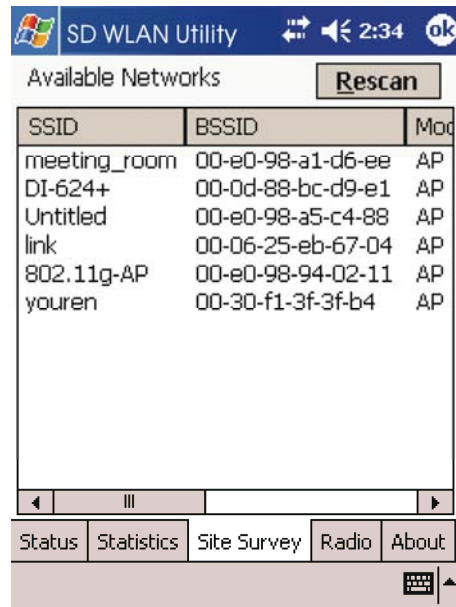 SD WLAN Utility 2:34 ok
Available Networks Rescan
SSID BSSID Mod
meeting_room 00-e0-98-a1-d6-ee AP
DI-624+ 00-0d-88-bc-d9-e1 AP
Untitled 00-e0-98-a5-c4-88 AP
link 00-06-25-eb-67-04 AP
802.11g-AP 00-e0-98-94-02-11 AP
youren 00-30-f1-3f-3f-b4 AP
Status Statistics Site Survey Radio About